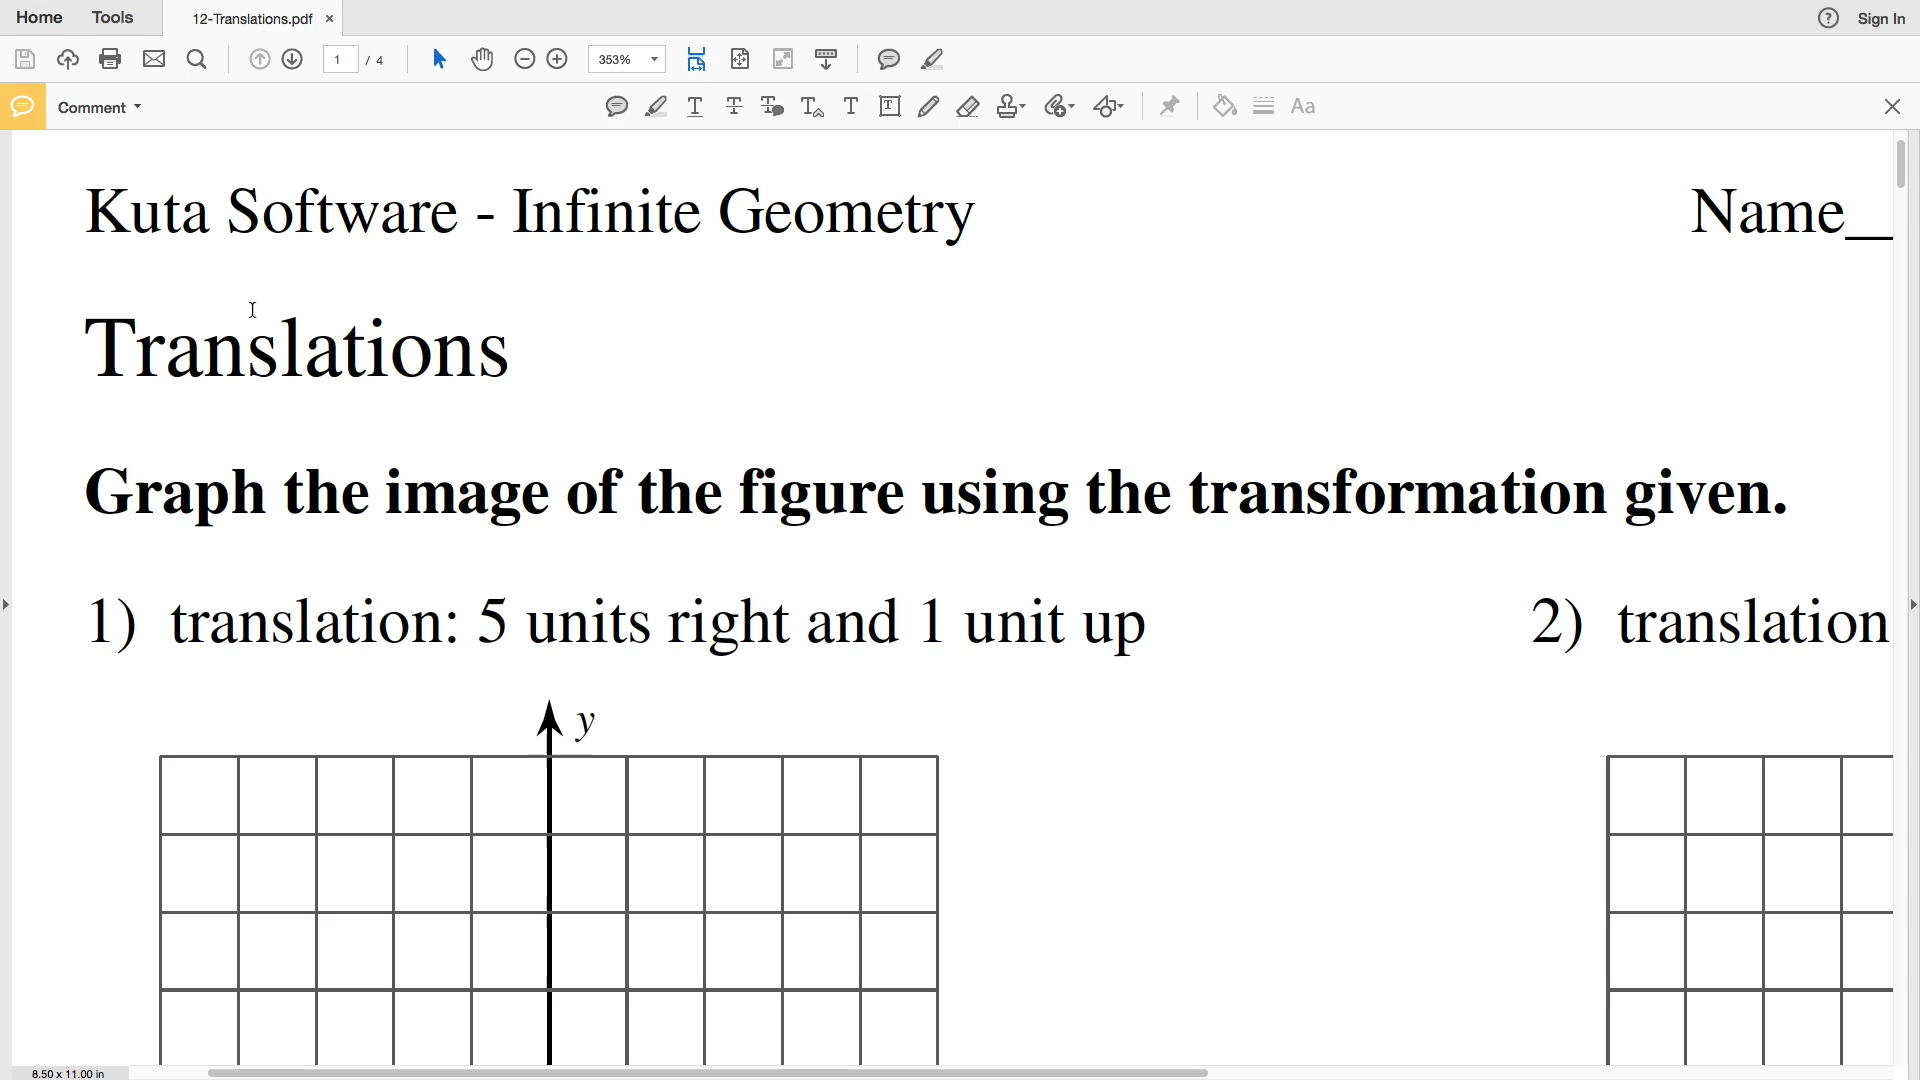 Home Tools 12-Translations.pdf × ? Sign In
1 / 4 353%
Comment Aa
Kuta Software - Infinite Geometry Name__
Translations
Graph the image of the figure using the transformation given.
1) translation: 5 units right and 1 unit up 2) translation
y
8.50 x 11.00 in